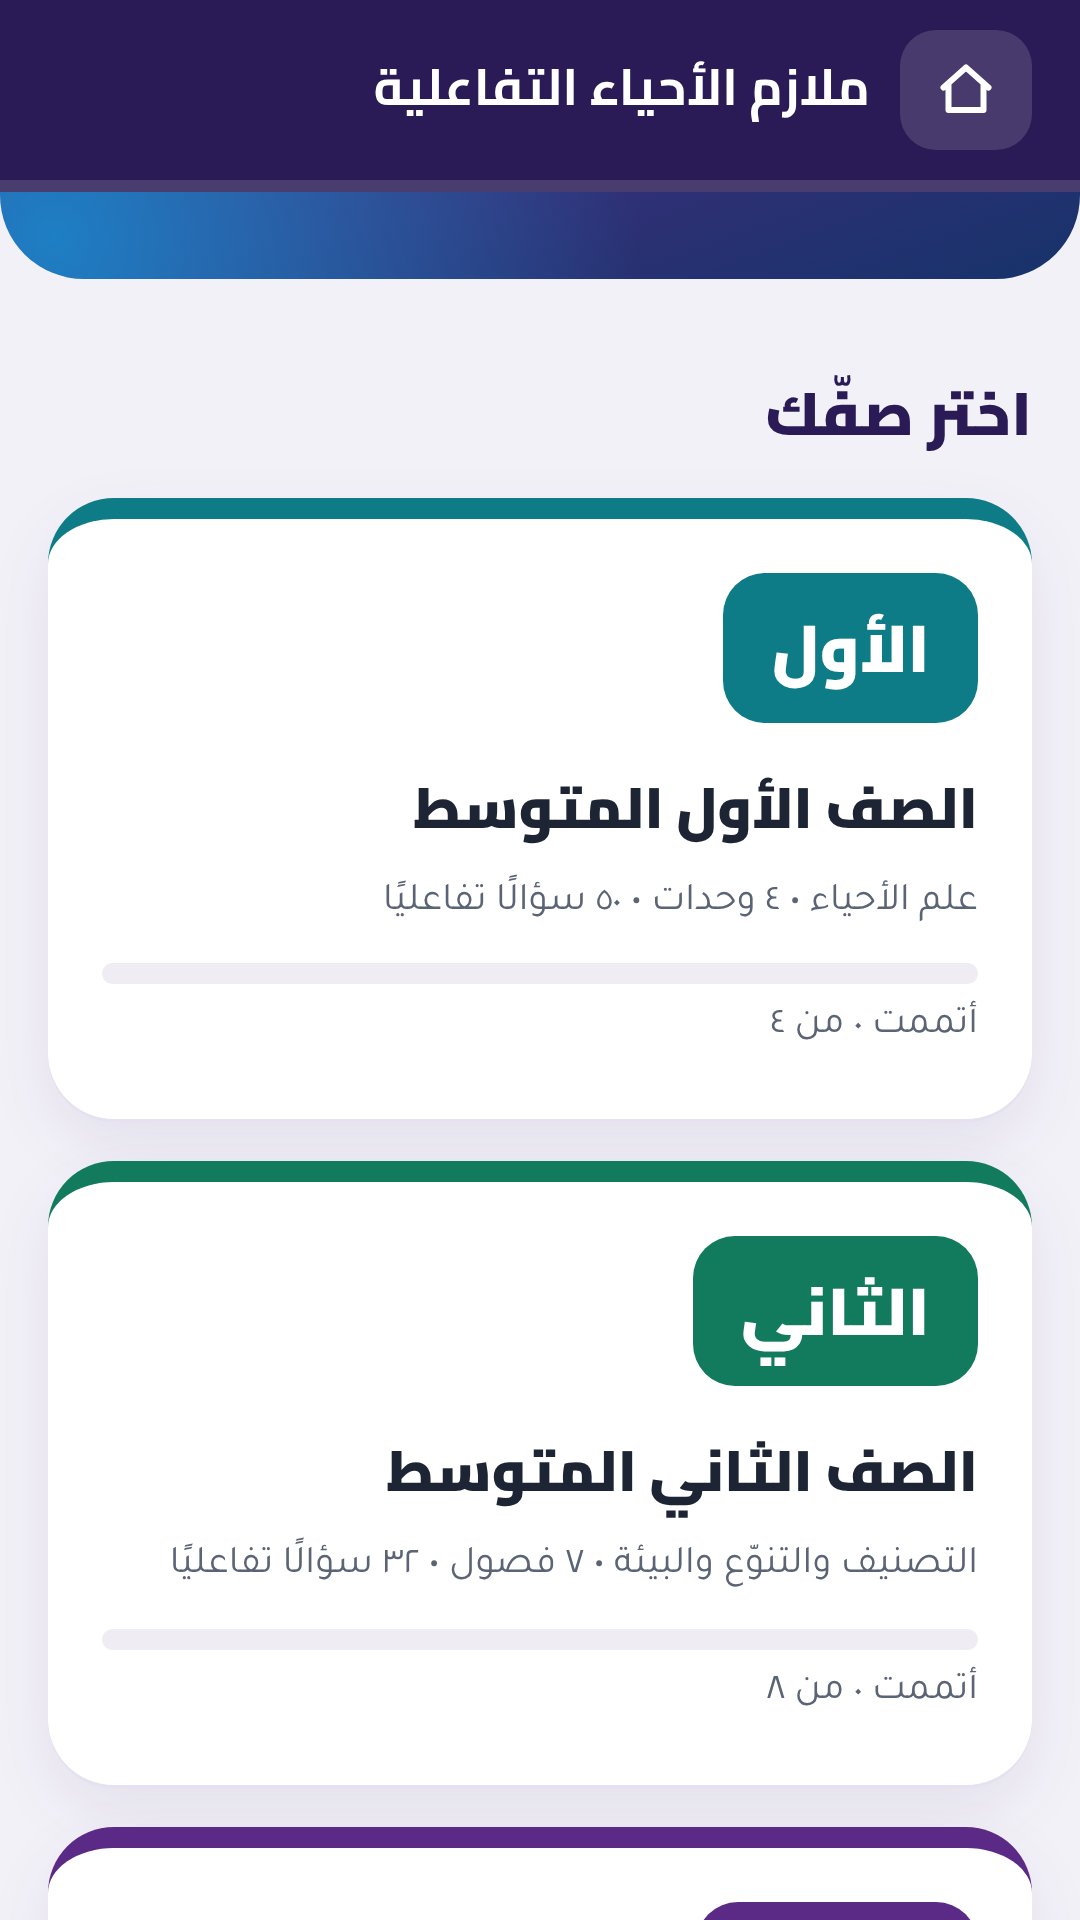 ملازم الأحياء التفاعلية
اختر صفّك
الأول
الصف الأول المتوسط
علم الأحياء • ٤ وحدات • ٥٠ سؤالًا تفاعليًا
أتممت ٠ من ٤
الثاني
الصف الثاني المتوسط
التصنيف والتنوّع والبيئة • ٧ فصول • ٣٢ سؤالًا تفاعليًا
أتممت ٠ من ٨